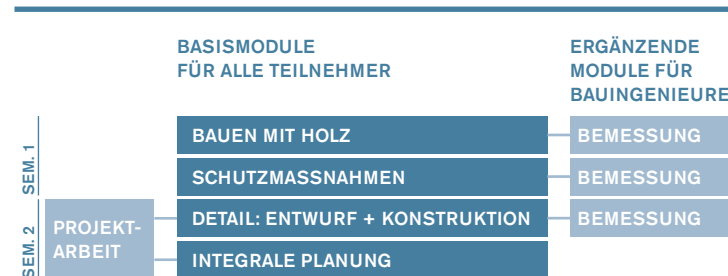 BASISMODULE
FÜR ALLE TEILNEHMER
ERGÄNZENDE
MODULE FÜR
BAUINGENIEURE
SEM. 1
BAUEN MIT HOLZ
BEMESSUNG
SCHUTZMASSNAHMEN
BEMESSUNG
SEM. 2
PROJEKT-
ARBEIT
DETAIL: ENTWURF + KONSTRUKTION
BEMESSUNG
INTEGRALE PLANUNG